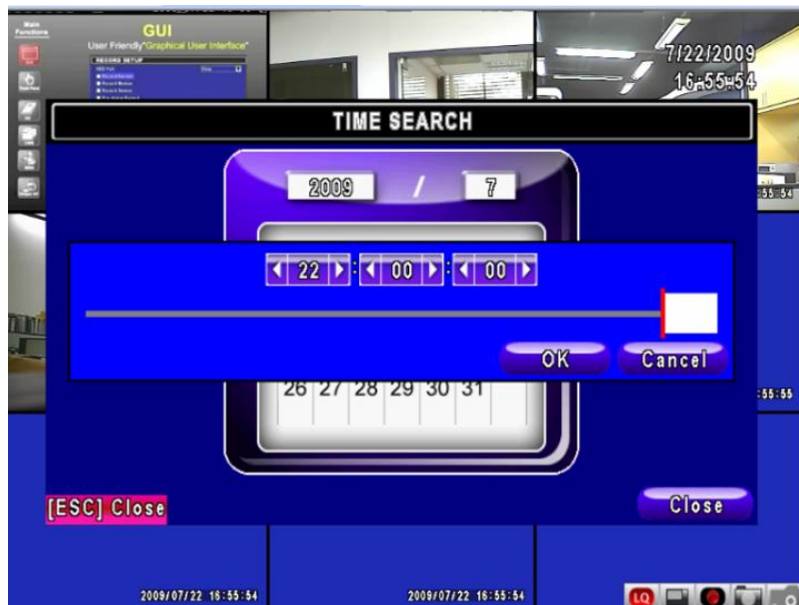 Main
Functions
GUI
User Friendly"Graphical User Interface"
RECORD SETUP
7/22/2009
16:55:54
TIME SEARCH
2009 / 7
55:54
22 : 00 : 00
OK Cancel
26 27 28 29 30 31
:55:55
[ESC] Close
Close
2009/07/22 16:55:54
2009/07/22 16:55:54
LQ